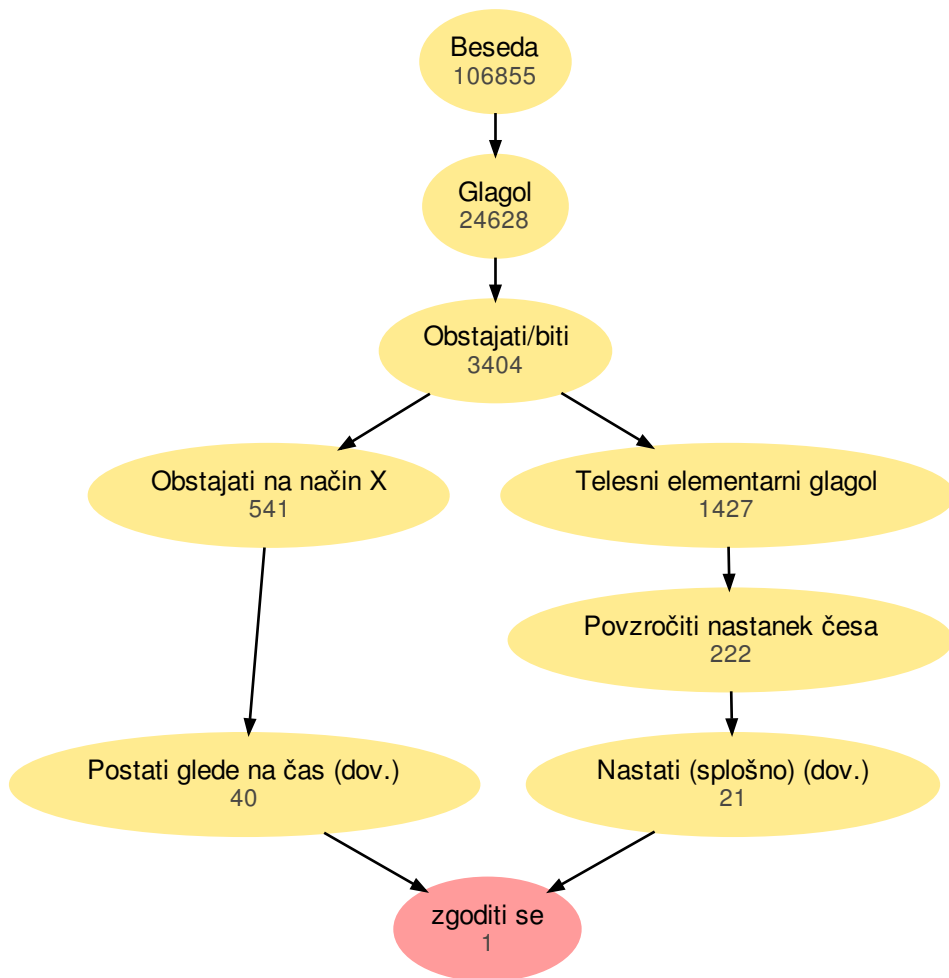 Beseda
106855
Glagol
24628
Obstajati/biti
3404
Obstajati na način X
541
Telesni elementarni glagol
1427
Povzročiti nastanek česa
222
Postati glede na čas (dov.)
40
Nastati (splošno) (dov.)
21
zgoditi se
1